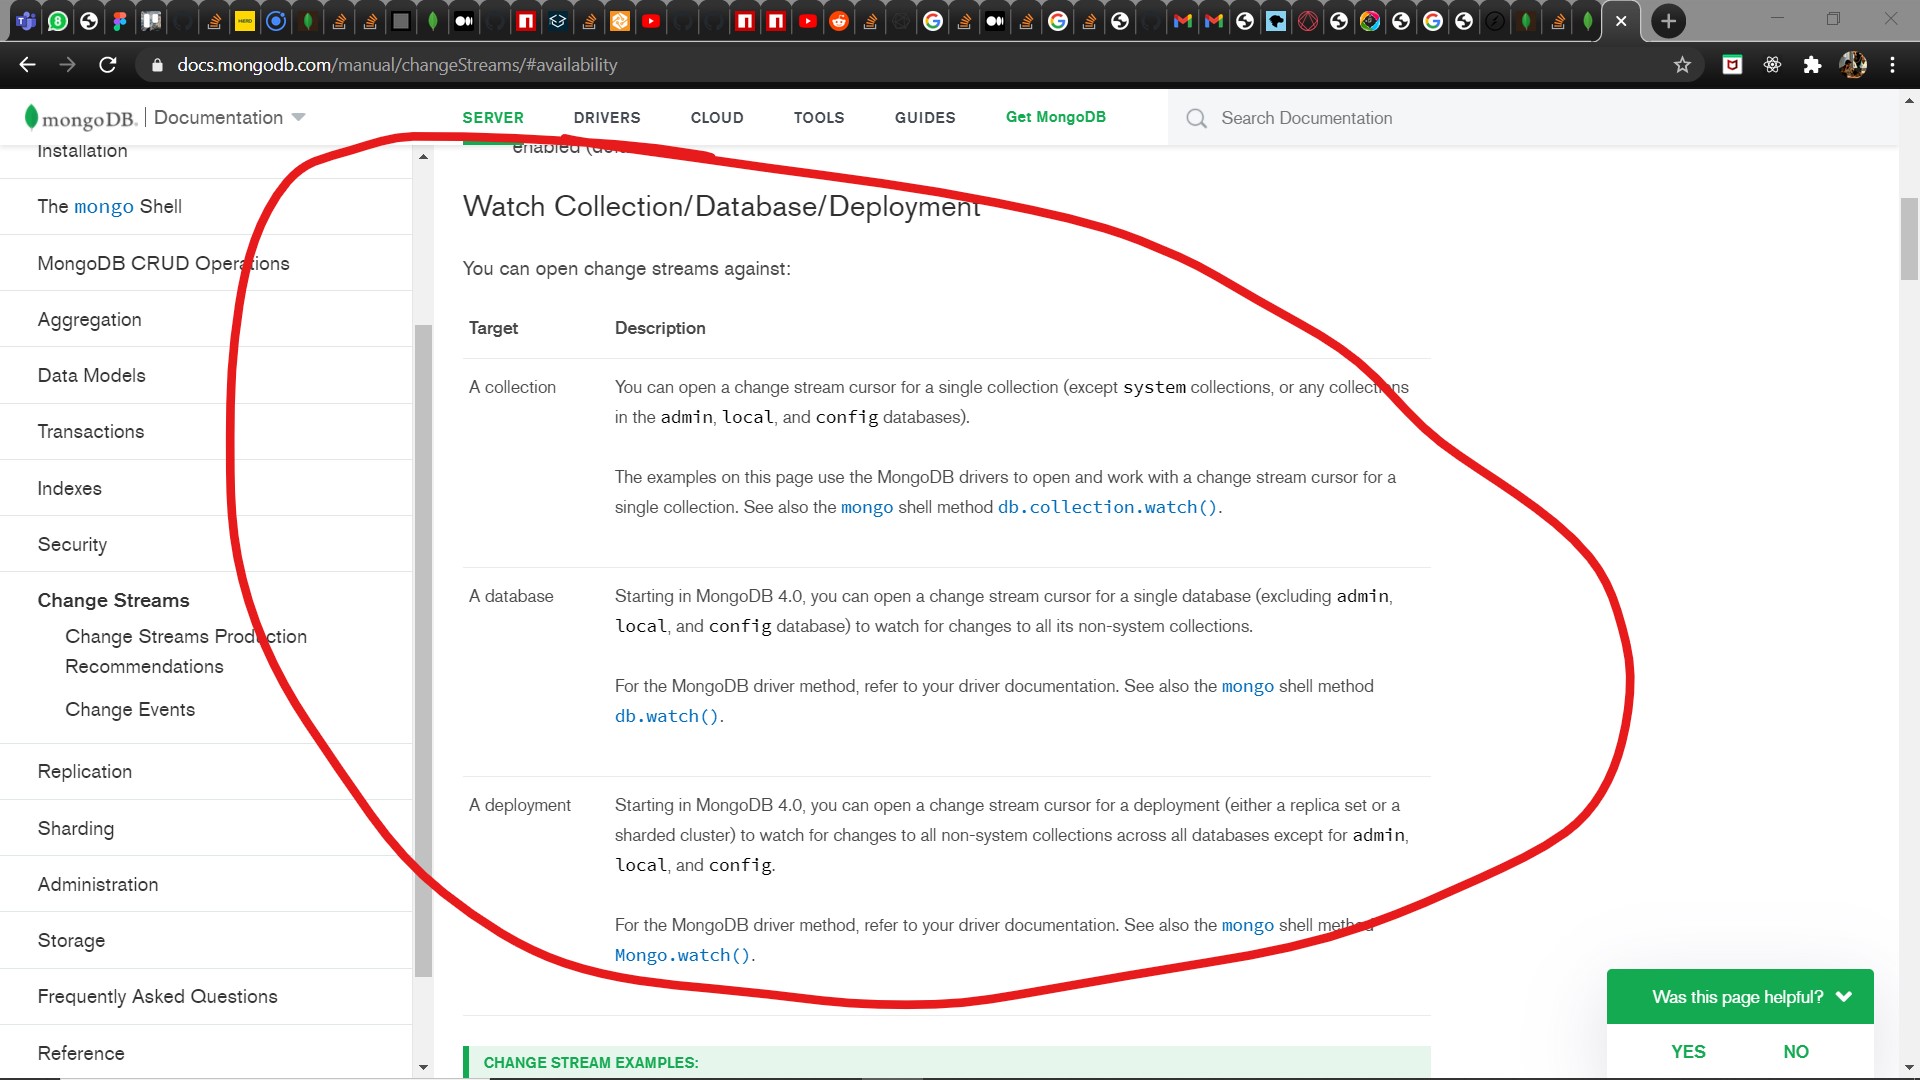 docs.mongodb.com/manual/changeStreams/#availability
mongoDB. Documentation
SERVER DRIVERS CLOUD TOOLS GUIDES Get MongoDB
Search Documentation
Installation
The mongo Shell
MongoDB CRUD Operations
Aggregation
Data Models
Transactions
Indexes
Security
Change Streams
Change Streams Production
Recommendations
Change Events
Replication
Sharding
Administration
Storage
Frequently Asked Questions
Reference
enabled
Watch Collection/Database/Deployment
You can open change streams against:
Target Description
A collection You can open a change stream cursor for a single collection (except system collections, or any collections
in the admin, local, and config databases).
The examples on this page use the MongoDB drivers to open and work with a change stream cursor for a
single collection. See also the mongo shell method db.collection.watch().
A database Starting in MongoDB 4.0, you can open a change stream cursor for a single database (excluding admin,
local, and config database) to watch for changes to all its non-system collections.
For the MongoDB driver method, refer to your driver documentation. See also the mongo shell method
db.watch().
A deployment Starting in MongoDB 4.0, you can open a change stream cursor for a deployment (either a replica set or a
sharded cluster) to watch for changes to all non-system collections across all databases except for admin,
local, and config.
For the MongoDB driver method, refer to your driver documentation. See also the mongo shell method
Mongo.watch().
CHANGE STREAM EXAMPLES:
Was this page helpful?
YES NO